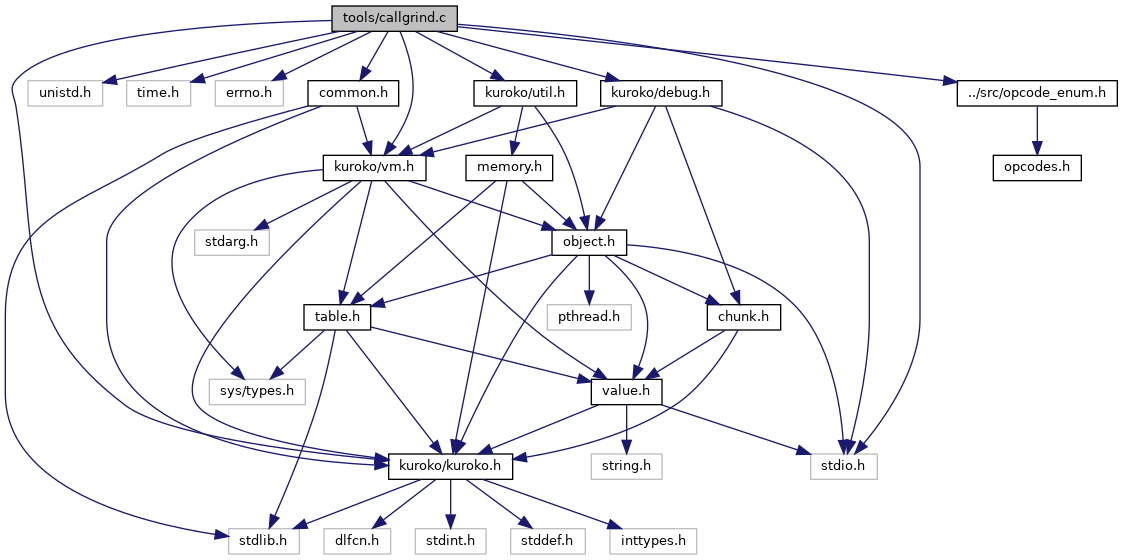 tools/callgrind.c
unistd.h
time.h
errno.h
common.h
kuroko/util.h
kuroko/debug.h
../src/opcode_enum.h
kuroko/vm.h
memory.h
opcodes.h
stdarg.h
object.h
table.h
pthread.h
chunk.h
sys/types.h
value.h
kuroko/kuroko.h
string.h
stdio.h
stdlib.h
dlfcn.h
stdint.h
stddef.h
inttypes.h